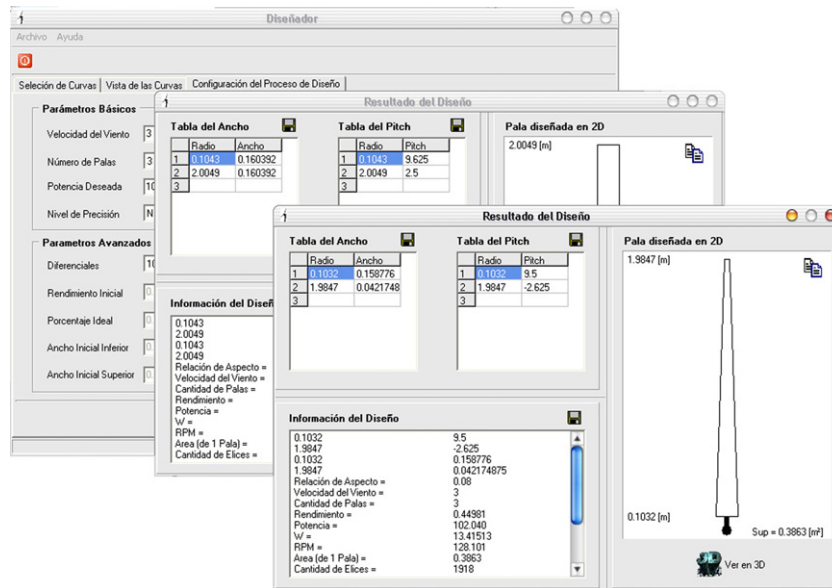 Diseñador
Archivo Ayuda
Seleción de Curvas Vista de las Curvas Configuración del Proceso de Diseño
Parámetros Básicos
Velocidad del Viento 3
Número de Palas 3
Potencia Deseada 10
Nivel de Precisión N
Parametros Avanzados
Diferenciales 10
Rendimiento Inicial 0.
Porcentaje Ideal 0.
Ancho Inicial Inferior 0.
Ancho Inicial Superior 0.
Resultado del Diseño
Tabla del Ancho
Radio Ancho
1 0.1043 0.160392
2 2.0049 0.160392
3
Tabla del Pitch
Radio Pitch
1 0.1043 9.625
2 2.0049 2.5
3
Pala diseñada en 2D
2.0049 [m]
Información del Diseñ
0.1043
2.0049
0.1043
2.0049
Relación de Aspecto =
Velocidad del Viento =
Cantidad de Palas =
Rendimiento =
Potencia =
W =
RPM =
Area (de 1 Pala) =
Cantidad de Elices =
Resultado del Diseño
Tabla del Ancho
Radio Ancho
1 0.1032 0.158776
2 1.9847 0.0421748
3
Tabla del Pitch
Radio Pitch
1 0.1032 9.5
2 1.9847 -2.625
3
Información del Diseño
0.1032 9.5
1.9847 -2.625
0.1032 0.158776
1.9847 0.042174875
Relación de Aspecto = 0.08
Velocidad del Viento = 3
Cantidad de Palas = 3
Rendimiento = 0.44981
Potencia = 102.040
W = 13.41513
RPM = 128.101
Area (de 1 Pala) = 0.3863
Cantidad de Elices = 1918
Pala diseñada en 2D
1.9847 [m]
0.1032 [m]
Sup = 0.3863 [m²]
Ver en 3D